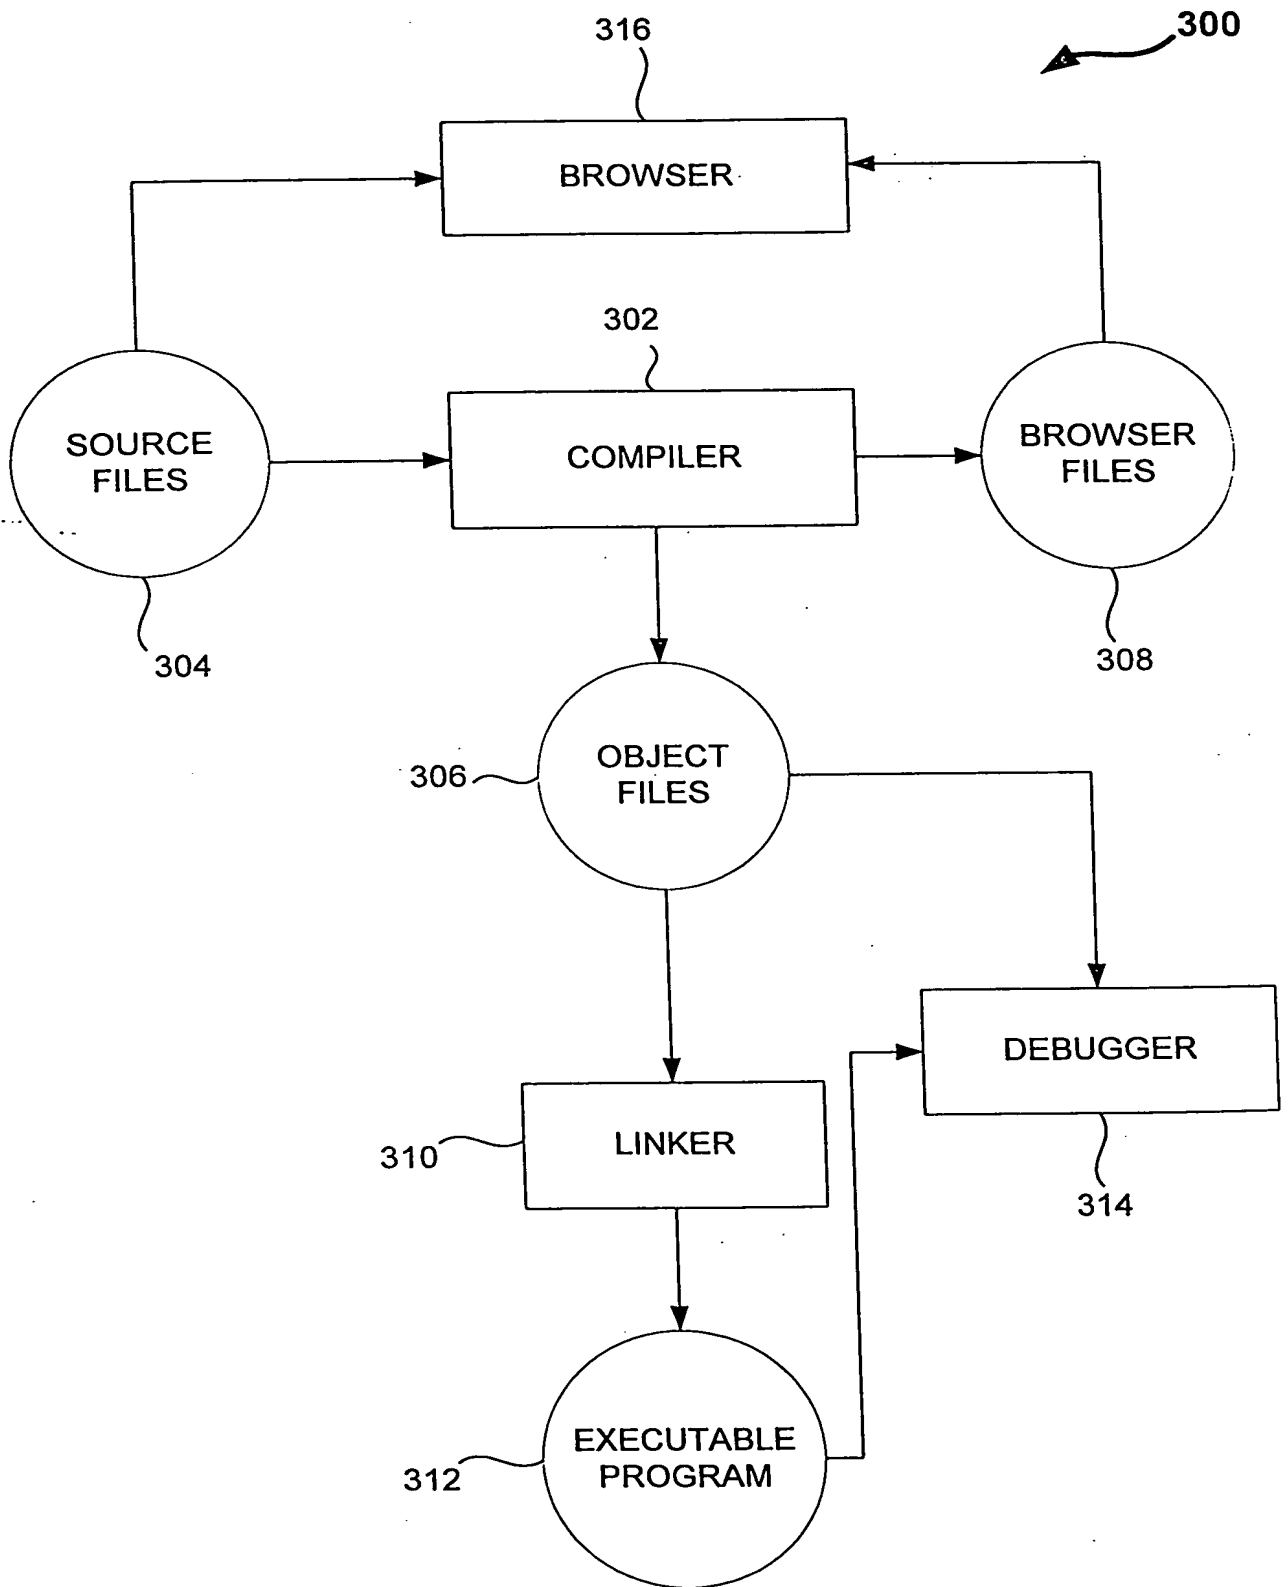 300
316
BROWSER
302
SOURCE
FILES
COMPILER
BROWSER
FILES
304
308
306
OBJECT
FILES
DEBUGGER
310
LINKER
314
312
EXECUTABLE
PROGRAM